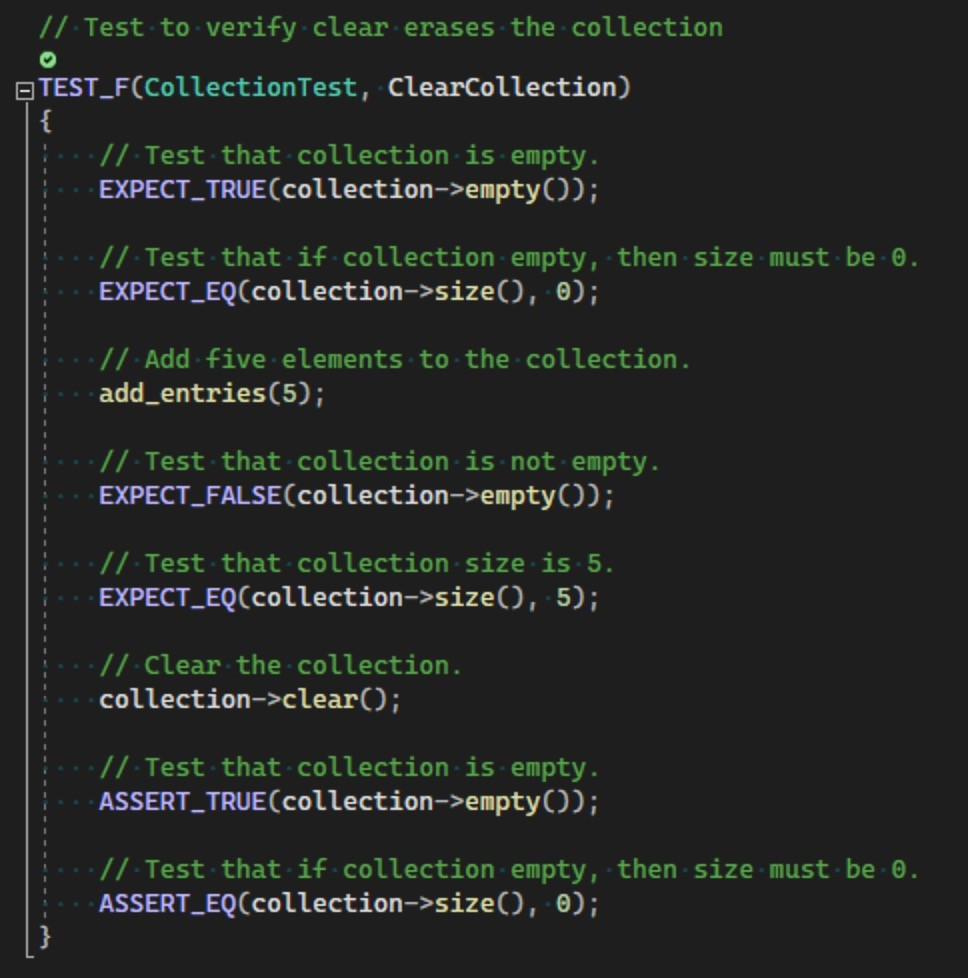 // Test to verify clear erases the collection
TEST_F(CollectionTest, ClearCollection)
{
// Test that collection is empty.
EXPECT_TRUE(collection->empty());
// Test that if collection empty, then size must be 0.
EXPECT_EQ(collection->size(), 0);
// Add five elements to the collection.
add_entries(5);
// Test that collection is not empty.
EXPECT_FALSE(collection->empty());
// Test that collection size is 5.
EXPECT_EQ(collection->size(), 5);
// Clear the collection.
collection->clear();
// Test that collection is empty.
ASSERT_TRUE(collection->empty());
// Test that if collection empty, then size must be 0.
ASSERT_EQ(collection->size(), 0);
}